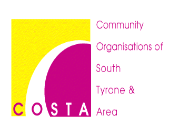 Community
Organisations of
South
Tyrone &
COSTA Area